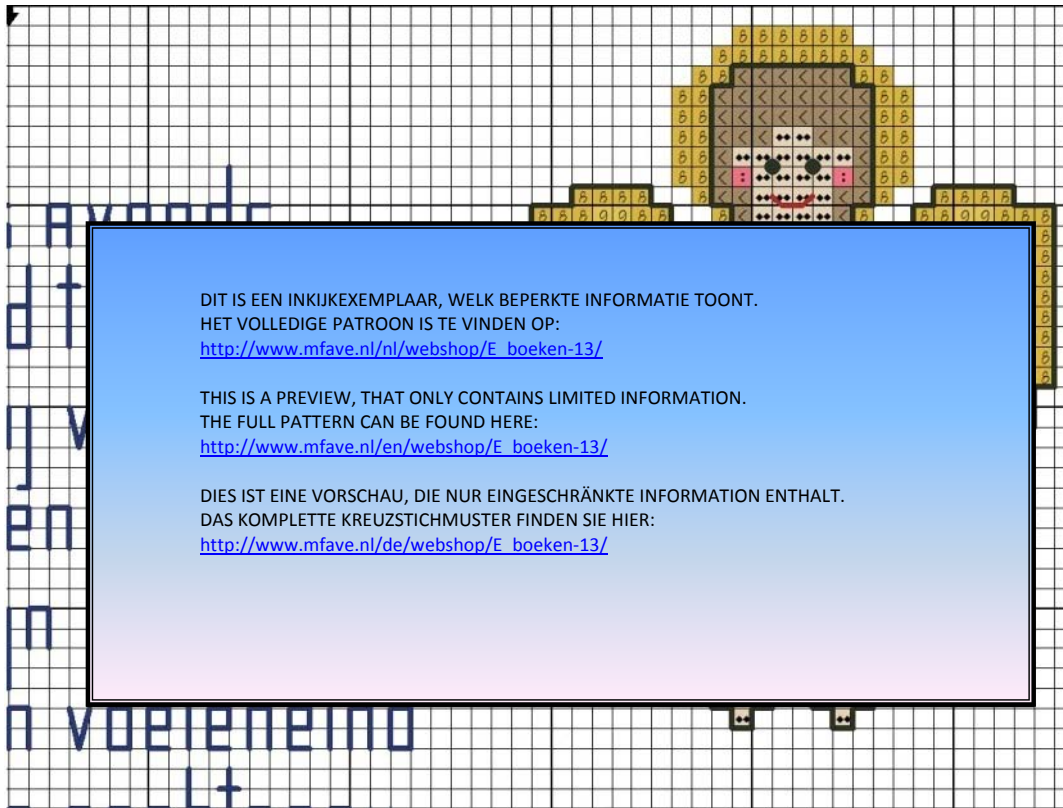 DIT IS EEN INKIJKEXEMPLAAR, WELK BEPERKTE INFORMATIE TOONT.
HET VOLLEDIGE PATROON IS TE VINDEN OP:
http://www.mfave.nl/nl/webshop/E_boeken-13/
THIS IS A PREVIEW, THAT ONLY CONTAINS LIMITED INFORMATION.
THE FULL PATTERN CAN BE FOUND HERE:
http://www.mfave.nl/en/webshop/E_boeken-13/
DIES IST EINE VORSCHAU, DIE NUR EINGESCHRÄNKTE INFORMATION ENTHALT.
DAS KOMPLETTE KREUZSTICHMUSTER FINDEN SIE HIER:
http://www.mfave.nl/de/webshop/E_boeken-13/